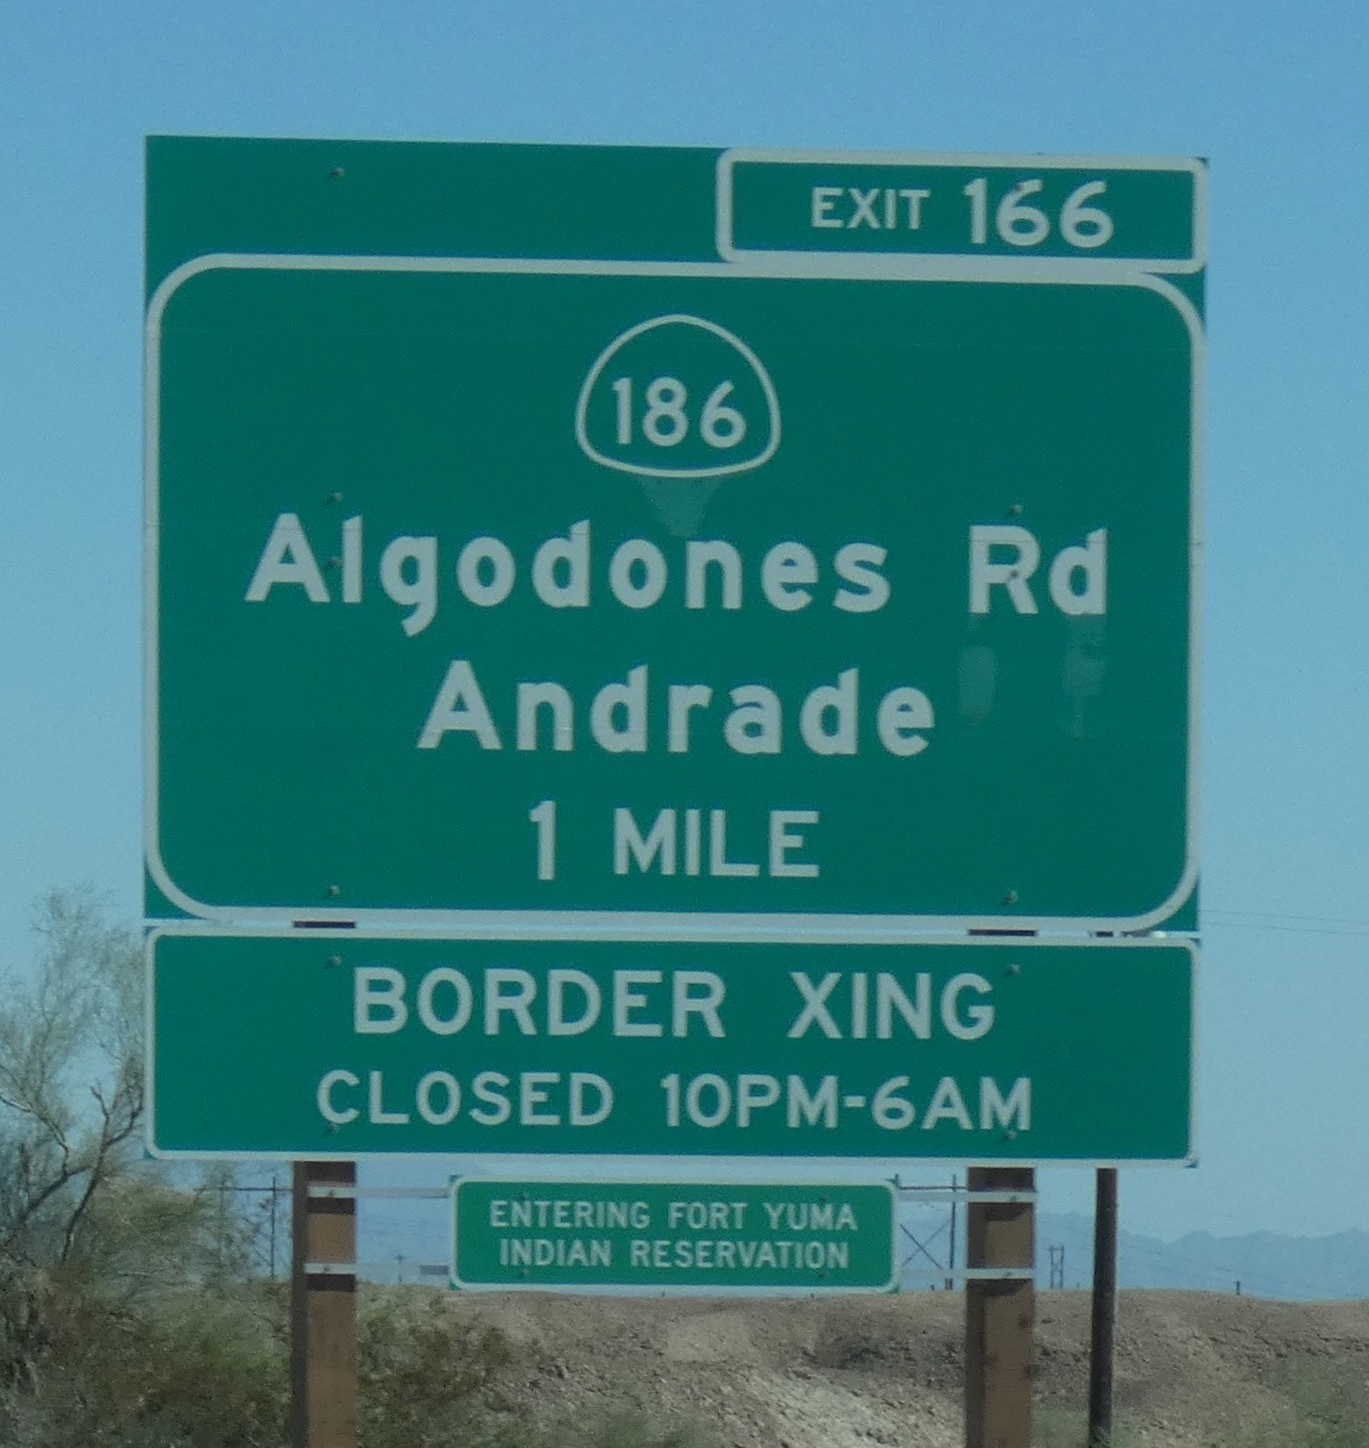 EXIT 166
186
Algodones Rd
Andrade
1 MILE
BORDER XING
CLOSED 10PM-6AM
ENTERING FORT YUMA
INDIAN RESERVATION